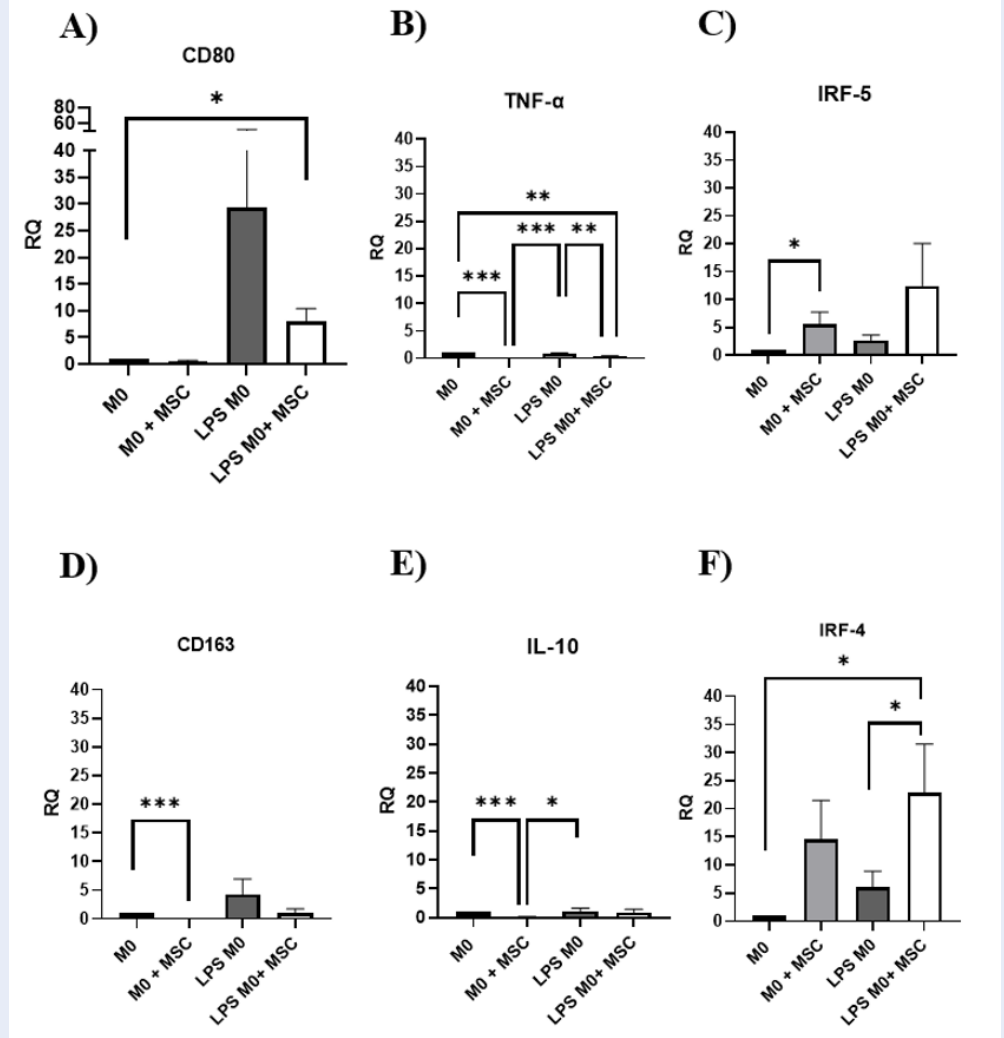 A)
CD80
*
80
60
40
35
30
25
20
15
10
5
0
RQ
M0
M0 + MSC
LPS M0
LPS M0+ MSC
B)
TNF-α
40
35
30
25
20
15
10
5
0
RQ
**
***
**
***
M0
M0 + MSC
LPS M0
LPS M0+ MSC
C)
IRF-5
40
35
30
25
20
15
10
5
0
RQ
*
M0
M0 + MSC
LPS M0
LPS M0+ MSC
D)
CD163
40
35
30
25
20
15
10
5
0
RQ
***
M0
M0 + MSC
LPS M0
LPS M0+ MSC
E)
IL-10
40
35
30
25
20
15
10
5
0
RQ
***
*
M0
M0 + MSC
LPS M0
LPS M0+ MSC
F)
IRF-4
*
*
40
35
30
25
20
15
10
5
0
RQ
M0
M0 + MSC
LPS M0
LPS M0+ MSC